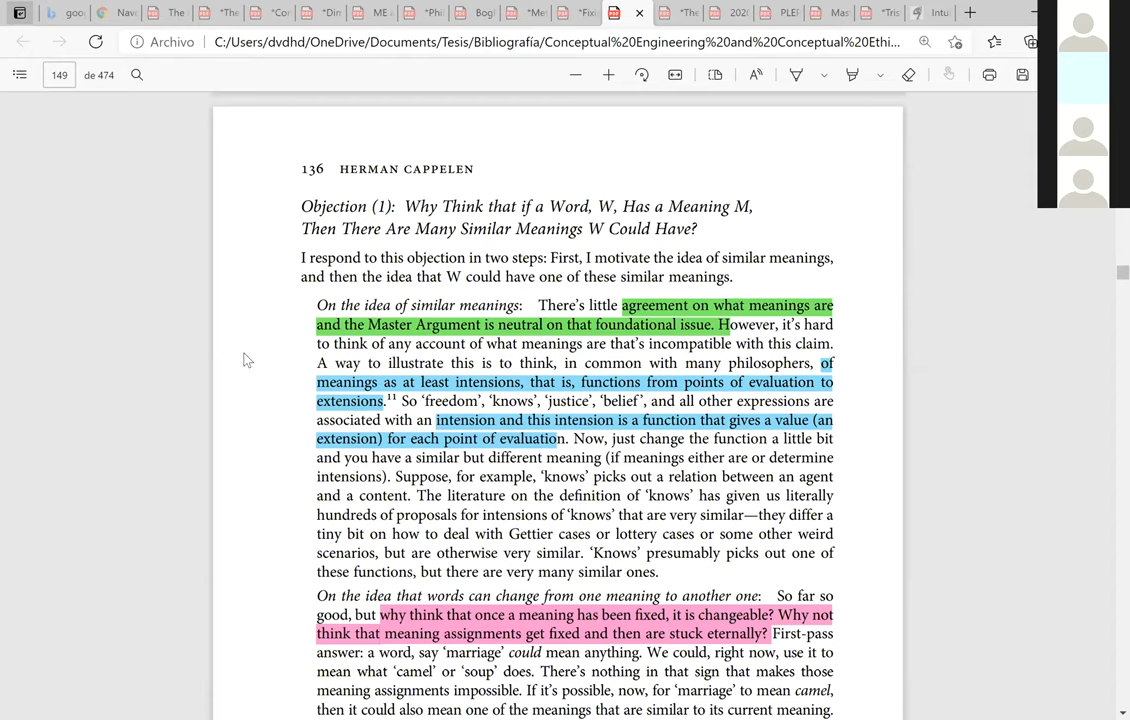 goo
Nav
The
*The
*Cor
*Din
ME a
*Phi
Bog
*Me
*Fixi
*The
202
PLEF
Mas
*Tris
Intu
Archivo
C:/Users/dvdhd/OneDrive/Documents/Tesis/Bibliografía/Conceptual%20Engineering%20and%20Conceptual%20Ethi...
149 de 474
136 HERMAN CAPPELEN
Objection (1): Why Think that if a Word, W, Has a Meaning M,
Then There Are Many Similar Meanings W Could Have?
I respond to this objection in two steps: First, I motivate the idea of similar meanings,
and then the idea that W could have one of these similar meanings.
On the idea of similar meanings: There’s little agreement on what meanings are
and the Master Argument is neutral on that foundational issue. However, it’s hard
to think of any account of what meanings are that’s incompatible with this claim.
A way to illustrate this is to think, in common with many philosophers, of
meanings as at least intensions, that is, functions from points of evaluation to
extensions.¹¹ So ‘freedom’, ‘knows’, ‘justice’, ‘belief’, and all other expressions are
associated with an intension and this intension is a function that gives a value (an
extension) for each point of evaluation. Now, just change the function a little bit
and you have a similar but different meaning (if meanings either are or determine
intensions). Suppose, for example, ‘knows’ picks out a relation between an agent
and a content. The literature on the definition of ‘knows’ has given us literally
hundreds of proposals for intensions of ‘knows’ that are very similar—they differ a
tiny bit on how to deal with Gettier cases or lottery cases or some other weird
scenarios, but are otherwise very similar. ‘Knows’ presumably picks out one of
these functions, but there are very many similar ones.
On the idea that words can change from one meaning to another one: So far so
good, but why think that once a meaning has been fixed, it is changeable? Why not
think that meaning assignments get fixed and then are stuck eternally? First-pass
answer: a word, say ‘marriage’ could mean anything. We could, right now, use it to
mean what ‘camel’ or ‘soup’ does. There’s nothing in that sign that makes those
meaning assignments impossible. If it’s possible, now, for ‘marriage’ to mean camel,
then it could also mean one of the meanings that are similar to its current meaning.